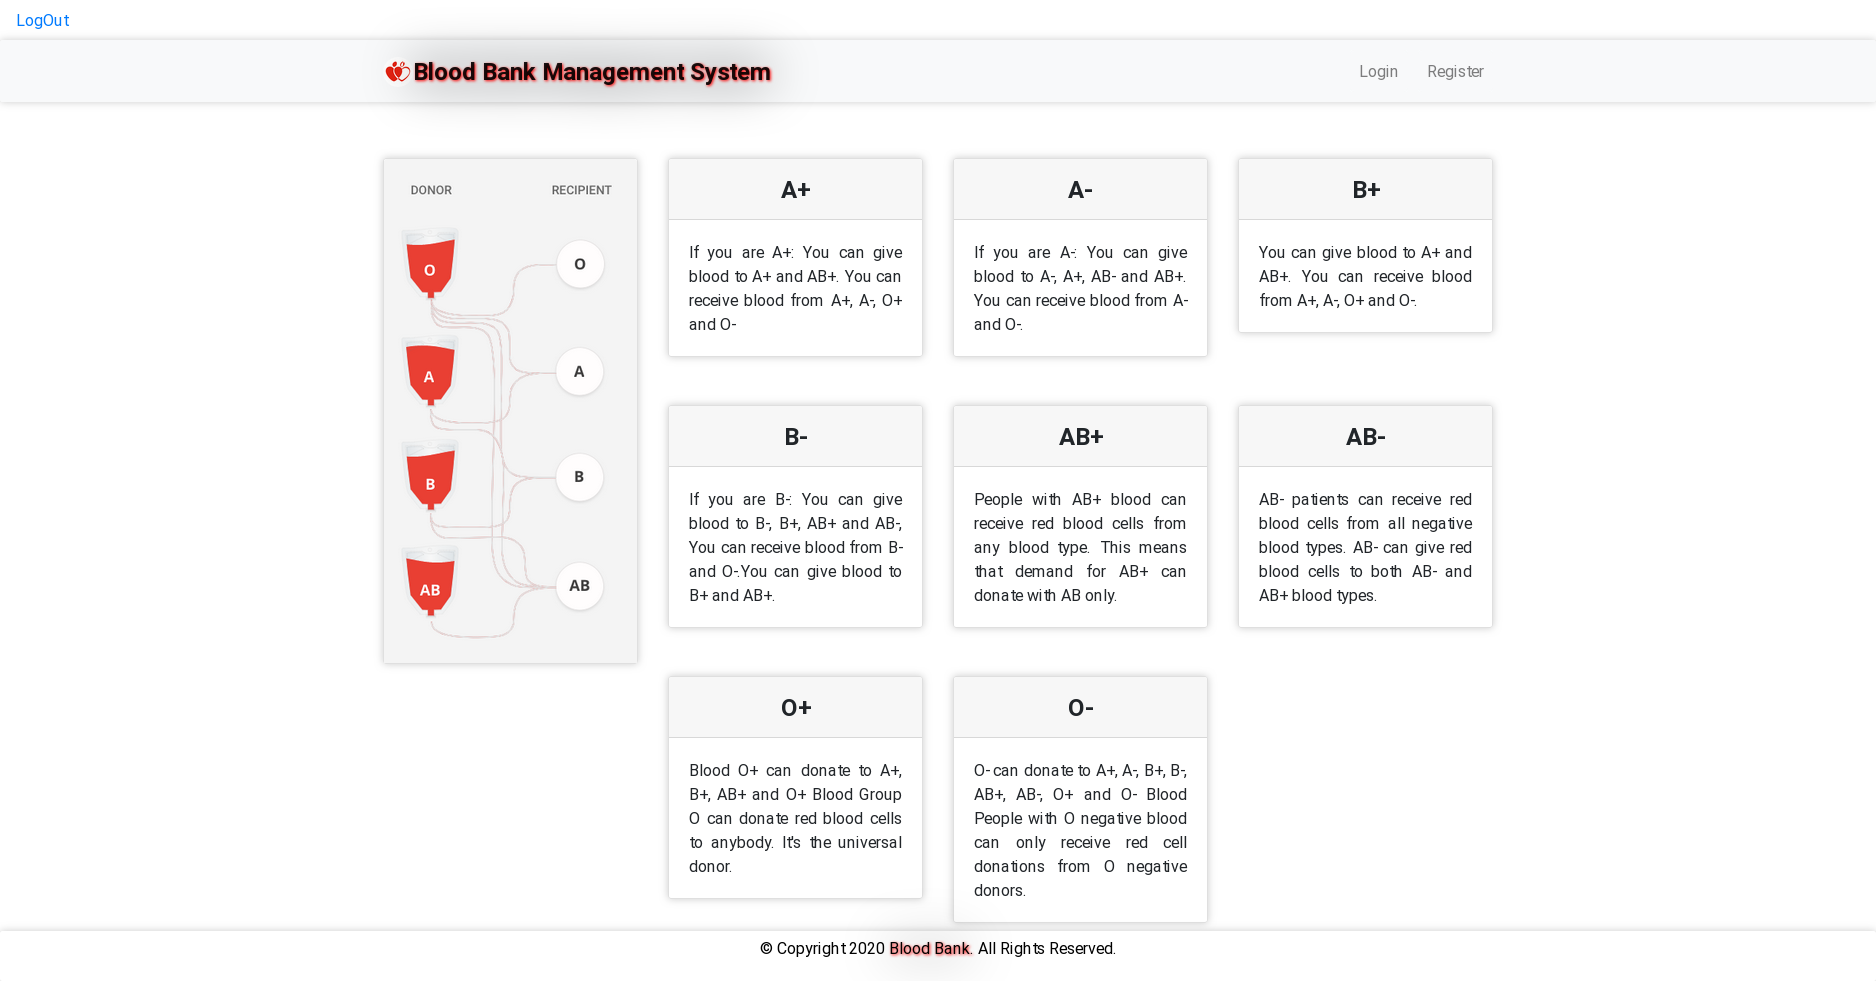 LogOut
Blood Bank Management System
Login
Register
DONOR
RECIPIENT
O
O
A
A
B
B
AB
AB
A+
If you are A+: You can give
blood to A+ and AB+. You can
receive blood from A+, A-, O+
and O-
A-
If you are A-: You can give
blood to A-, A+, AB- and AB+.
You can receive blood from A-
and O-.
B+
You can give blood to A+ and
AB+. You can receive blood
from A+, A-, O+ and O-.
B-
If you are B-: You can give
blood to B-, B+, AB+ and AB-,
You can receive blood from B-
and O-.You can give blood to
B+ and AB+.
AB+
People with AB+ blood can
receive red blood cells from
any blood type. This means
that demand for AB+ can
donate with AB only.
AB-
AB- patients can receive red
blood cells from all negative
blood types. AB- can give red
blood cells to both AB- and
AB+ blood types.
O+
Blood O+ can donate to A+,
B+, AB+ and O+ Blood Group
O can donate red blood cells
to anybody. It's the universal
donor.
O-
O- can donate to A+, A-, B+, B-,
AB+, AB-, O+ and O- Blood
People with O negative blood
can only receive red cell
donations from O negative
donors.
© Copyright 2020 Blood Bank. All Rights Reserved.